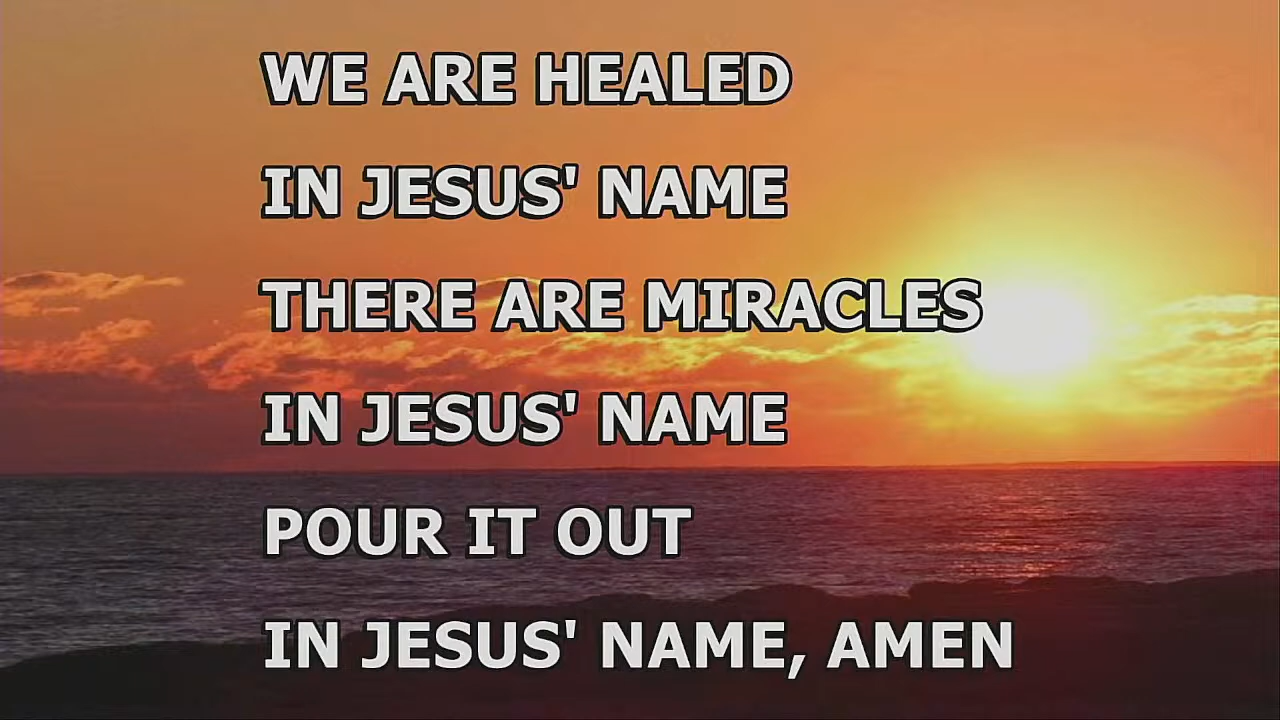 WE ARE HEALED
IN JESUS' NAME
THERE ARE MIRACLES
IN JESUS' NAME
POUR IT OUT
IN JESUS' NAME, AMEN